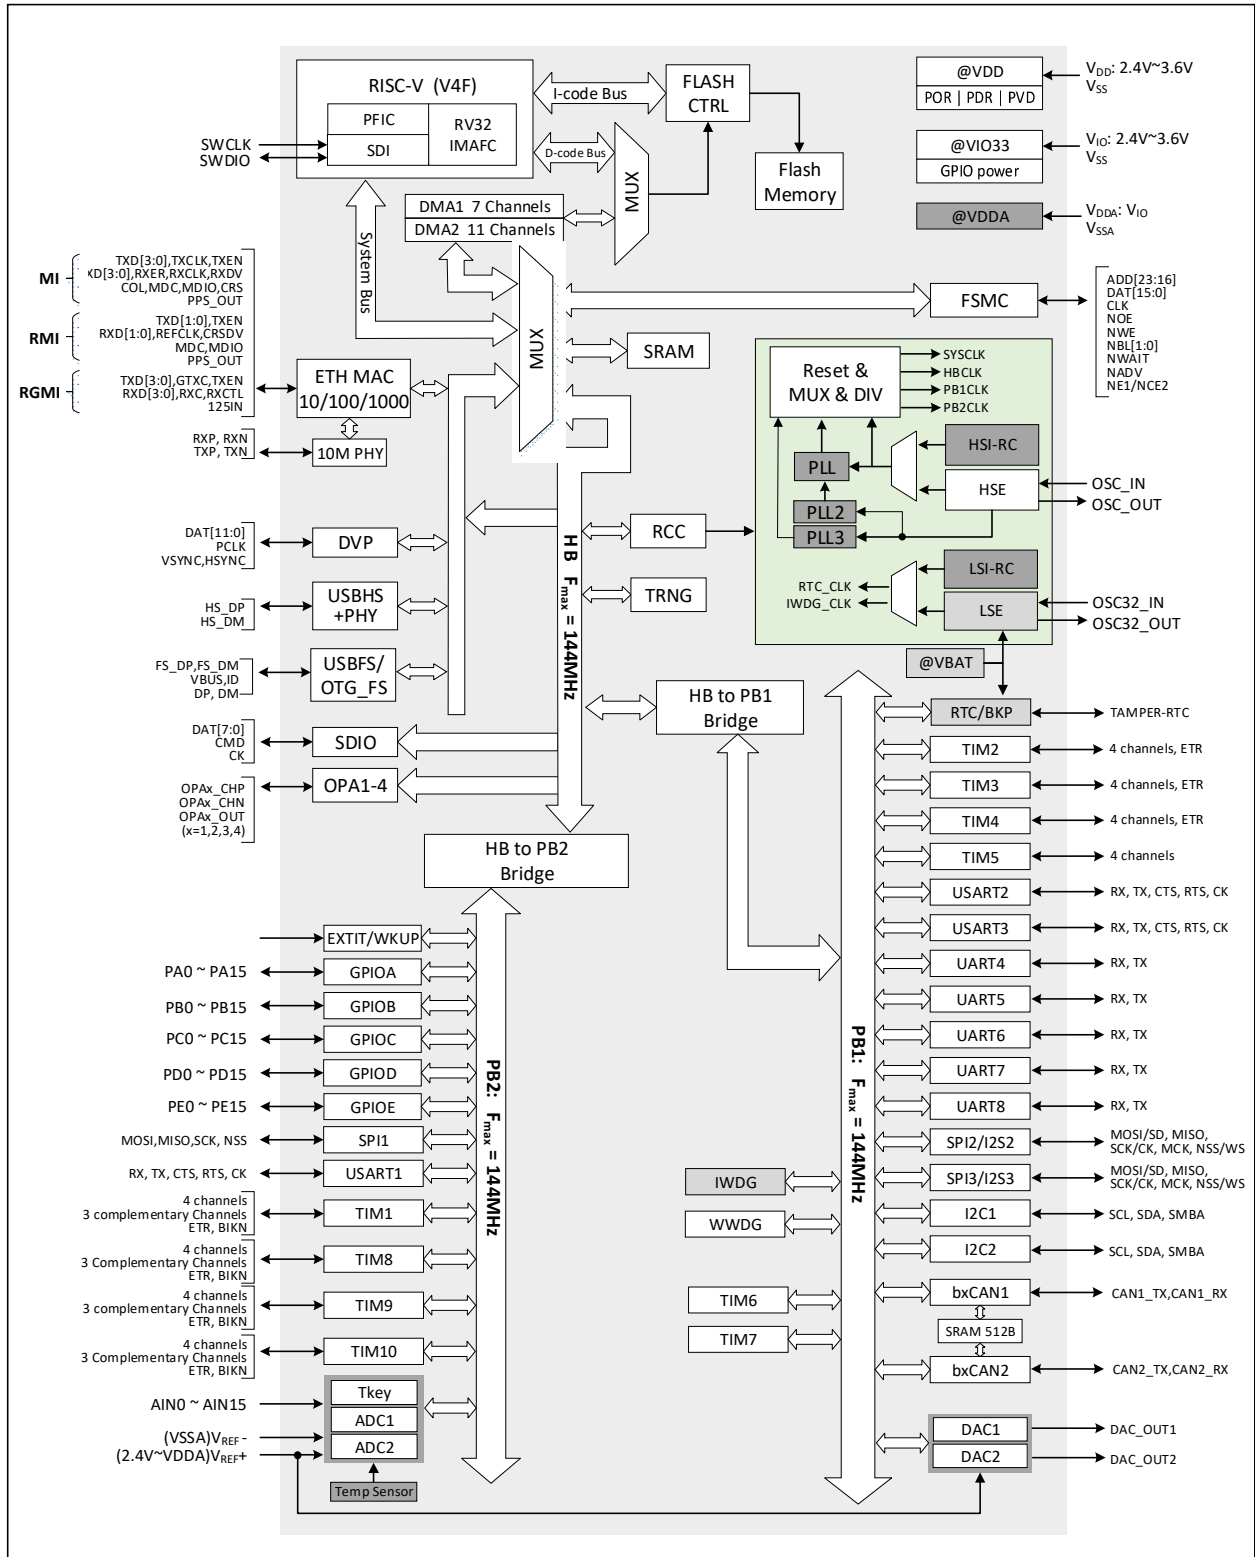 RISC-V (V4F)
PFIC
SDI
RV32
IMAFC
SWCLK
SWDIO
I-code Bus
D-code Bus
FLASH
CTRL
Flash
Memory
MUX
@VDD
POR | PDR | PVD
VDD: 2.4V~3.6V
VSS
@VIO33
GPIO power
VIO: 2.4V~3.6V
VSS
@VDDA
VDDA: VIO
VSSA
DMA1 7 Channels
DMA2 11 Channels
System Bus
MUX
MI
TXD[3:0],TXCLK,TXEN
XD[3:0],RXER,RXCLK,RXDV
COL,MDC,MDIO,CRS
PPS_OUT
RMI
TXD[1:0],TXEN
RXD[1:0],REFCLK,CRSDV
MDC,MDIO
PPS_OUT
RGMI
TXD[3:0],GTXC,TXEN
RXD[3:0],RXC,RXCTL
125IN
ETH MAC
10/100/1000
RXP, RXN
TXP, TXN
10M PHY
FSMC
ADD[23:16]
DAT[15:0]
CLK
NOE
NWE
NBL[1:0]
NWAIT
NADV
NE1/NCE2
SRAM
Reset &
MUX & DIV
SYSCLK
HBCLK
PB1CLK
PB2CLK
PLL
PLL2
PLL3
HSI-RC
HSE
OSC_IN
OSC_OUT
RTC_CLK
IWDG_CLK
LSI-RC
LSE
OSC32_IN
OSC32_OUT
@VBAT
RCC
TRNG
HB Fmax = 144MHz
DAT[11:0]
PCLK
VSYNC,HSYNC
DVP
HS_DP
HS_DM
USBHS
+PHY
FS_DP,FS_DM
VBUS,ID
DP, DM
USBFS/
OTG_FS
DAT[7:0]
CMD
CK
SDIO
OPAx_CHP
OPAx_CHN
OPAx_OUT
(x=1,2,3,4)
OPA1-4
HB to PB1
Bridge
HB to PB2
Bridge
EXTIT/WKUP
PA0 ~ PA15
GPIOA
PB0 ~ PB15
GPIOB
PC0 ~ PC15
GPIOC
PD0 ~ PD15
GPIOD
PE0 ~ PE15
GPIOE
MOSI,MISO,SCK, NSS
SPI1
RX, TX, CTS, RTS, CK
USART1
4 channels
3 complementary Channels
ETR, BIKN
TIM1
4 channels
3 Complementary Channels
ETR, BIKN
TIM8
4 channels
3 complementary Channels
ETR, BIKN
TIM9
4 channels
3 Complementary Channels
ETR, BIKN
TIM10
AIN0 ~ AIN15
(VSSA)VREF-
(2.4V~VDDA)VREF+
Tkey
ADC1
ADC2
Temp Sensor
PB2: Fmax = 144MHz
IWDG
WWDG
TIM6
TIM7
PB1: Fmax = 144MHz
RTC/BKP
TAMPER-RTC
TIM2
4 channels, ETR
TIM3
4 channels, ETR
TIM4
4 channels, ETR
TIM5
4 channels
USART2
RX, TX, CTS, RTS, CK
USART3
RX, TX, CTS, RTS, CK
UART4
RX, TX
UART5
RX, TX
UART6
RX, TX
UART7
RX, TX
UART8
RX, TX
SPI2/I2S2
MOSI/SD, MISO,
SCK/CK, MCK, NSS/WS
SPI3/I2S3
MOSI/SD, MISO,
SCK/CK, MCK, NSS/WS
I2C1
SCL, SDA, SMBA
I2C2
SCL, SDA, SMBA
bxCAN1
CAN1_TX,CAN1_RX
SRAM 512B
bxCAN2
CAN2_TX,CAN2_RX
DAC1
DAC_OUT1
DAC2
DAC_OUT2